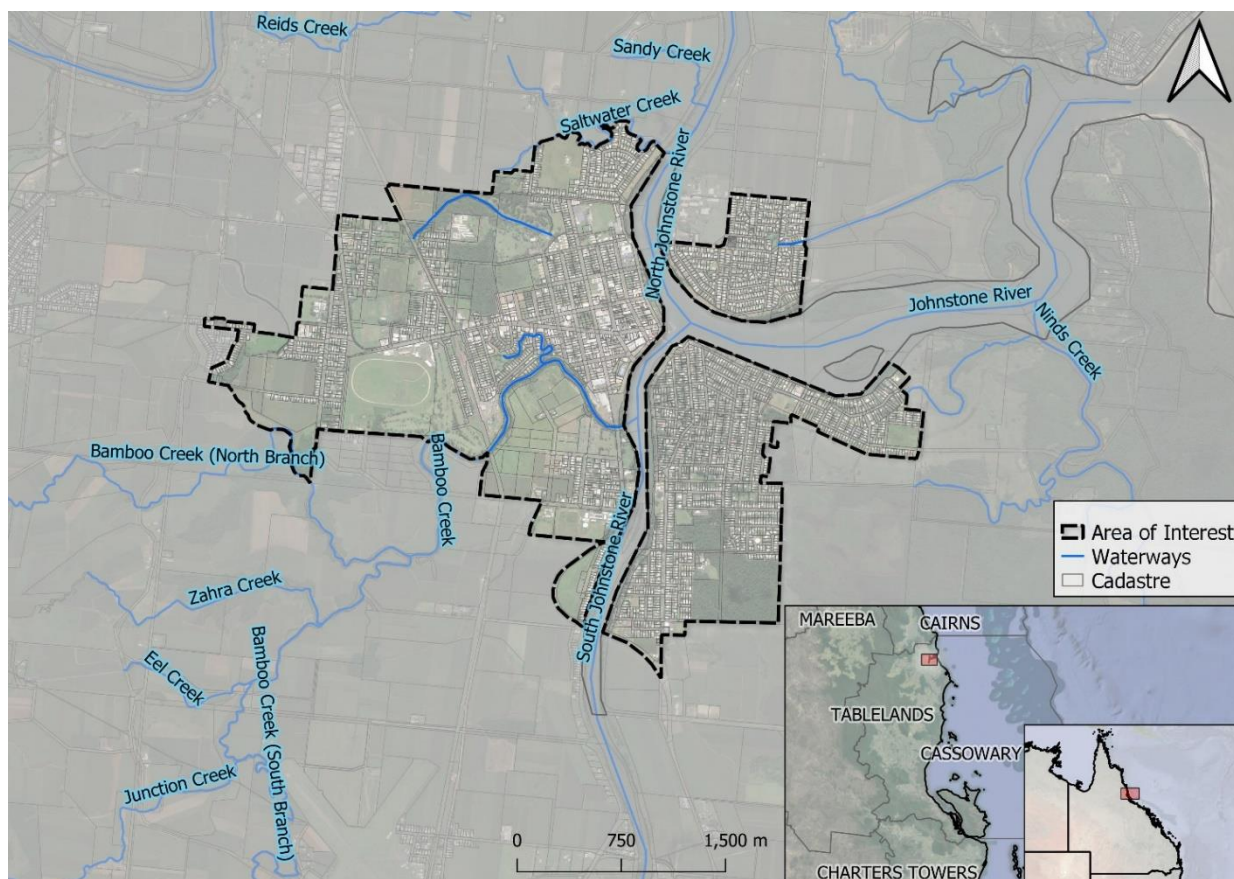 Reids Creek
Sandy Creek
Saltwater Creek
North Johnstone River
Johnstone River
Ninds Creek
Bamboo Creek (North Branch)
Bamboo Creek
South Johnstone River
Zahra Creek
Eel Creek
Bamboo Creek (South Branch)
Junction Creek
Area of Interest
Waterways
Cadastre
0 750 1,500 m
MAREEBA
CAIRNS
TABLELANDS
CASSOWARY
CHARTERS TOWERS